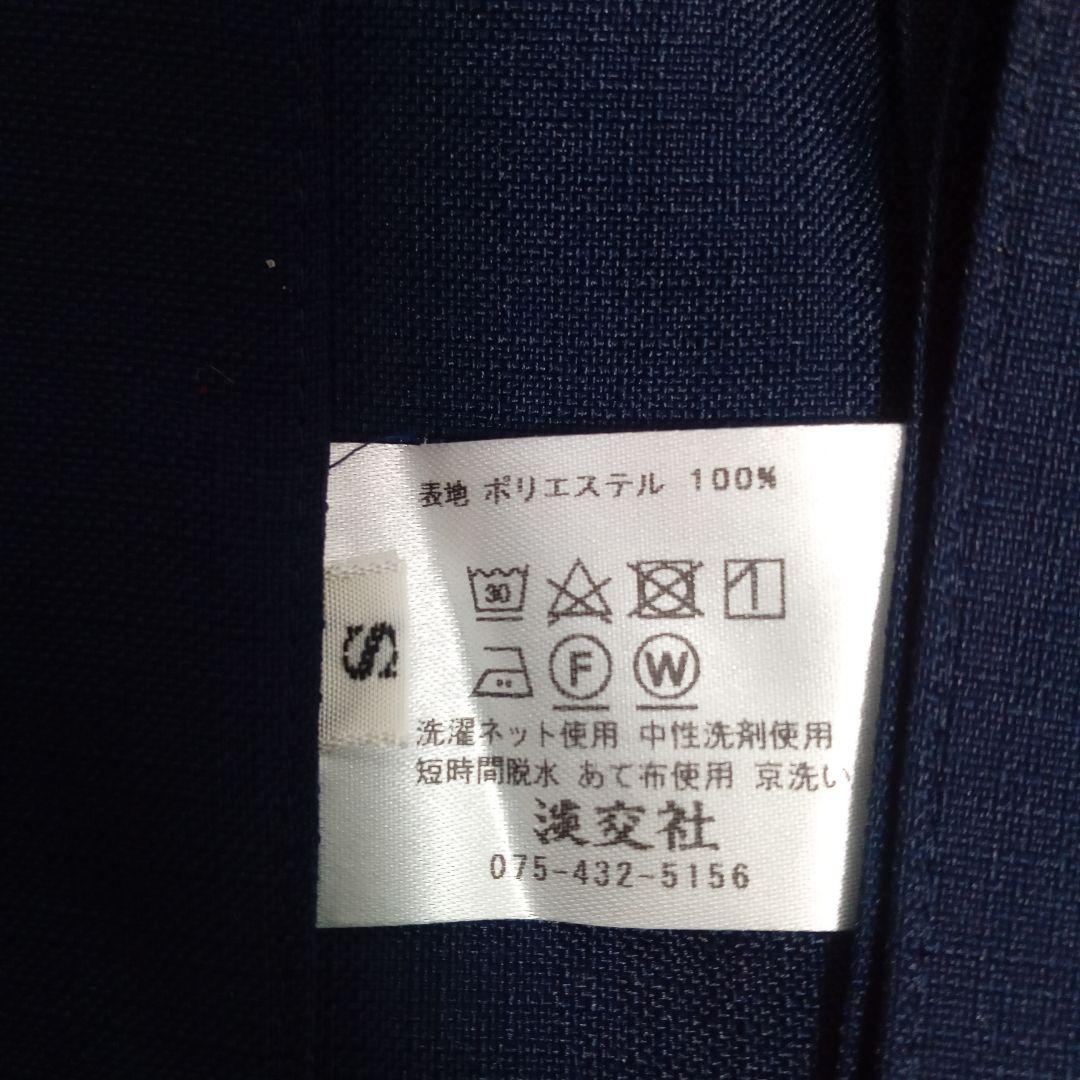 表地 ポリエステル 100%
30
F W
S
洗濯ネット使用 中性洗剤使用
短時間脱水 あて布使用 京洗い
淡交社
075-432-5156